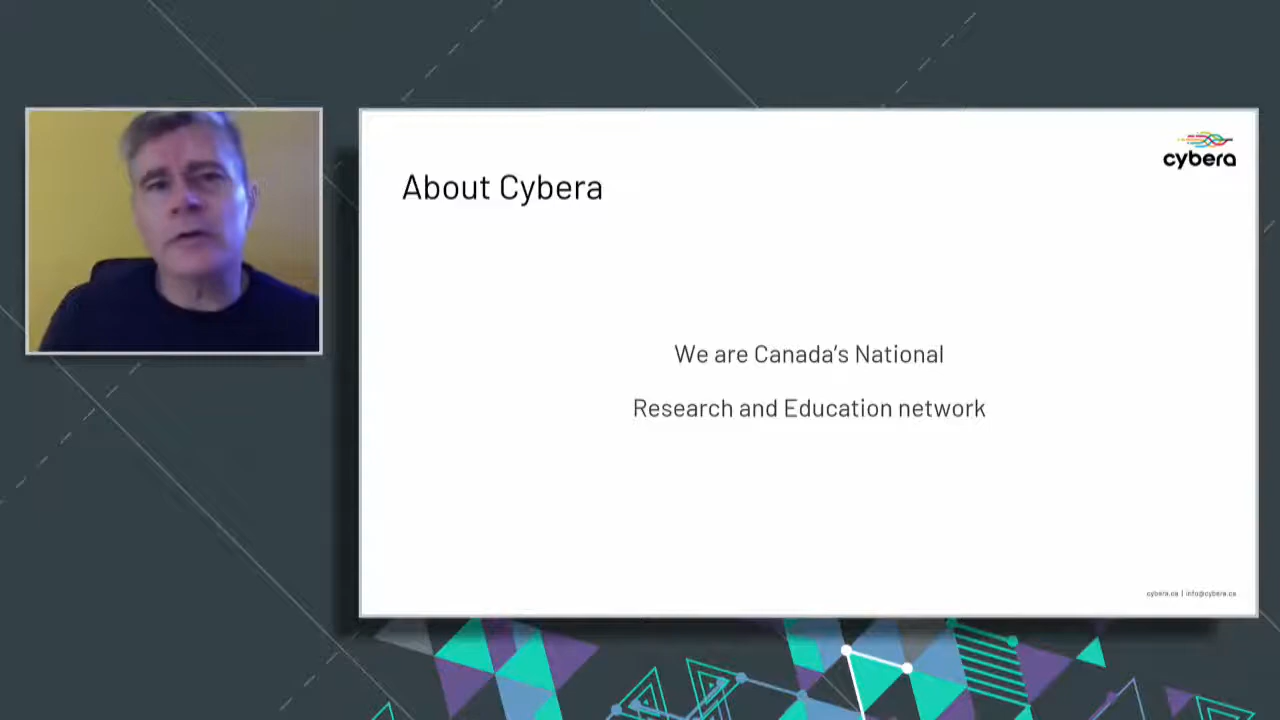 cybera
About Cybera
We are Canada's National
Research and Education network
cybera.ca | info@cybera.ca